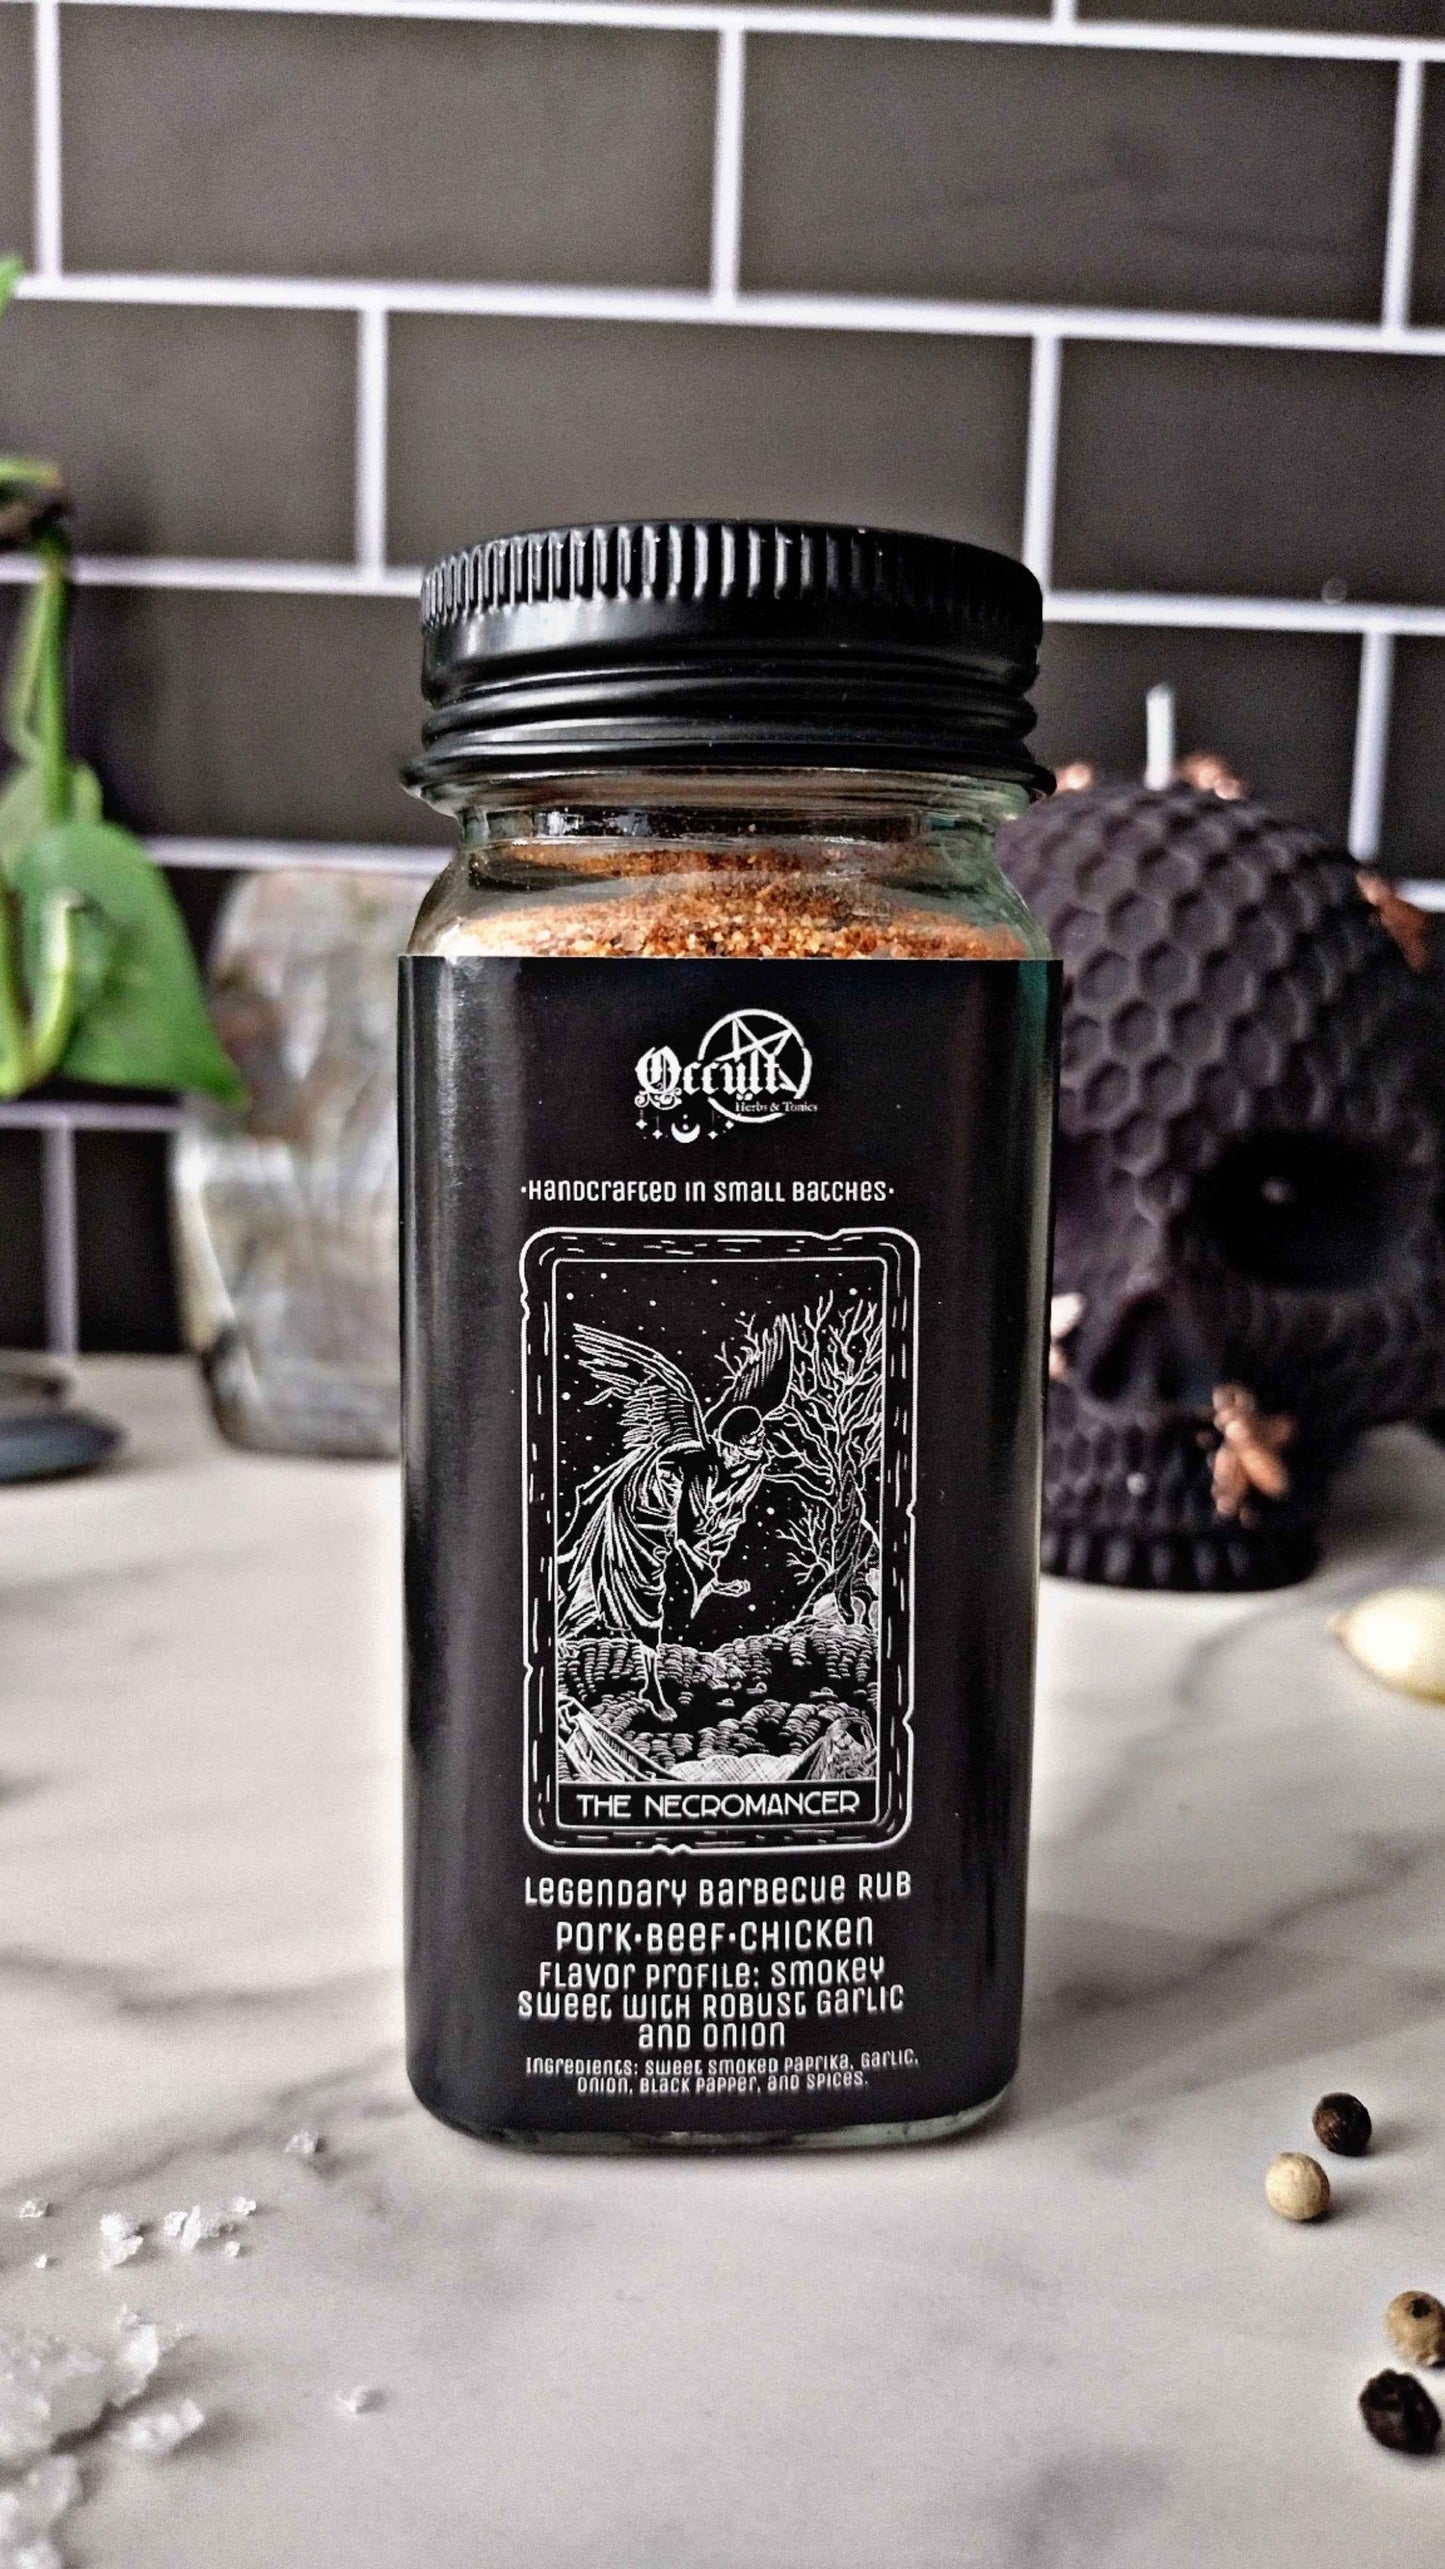 Occult
Herbs & Tonics
•Handcrafted in small batches•
THE NECROMANCER
Legendary Barbecue Rub
Pork•Beef•Chicken
Flavor Profile: Smokey
Sweet with Robust Garlic
and Onion
Ingredients: Sweet Smoked Paprika, Garlic,
Onion, Black Papper, and Spices.